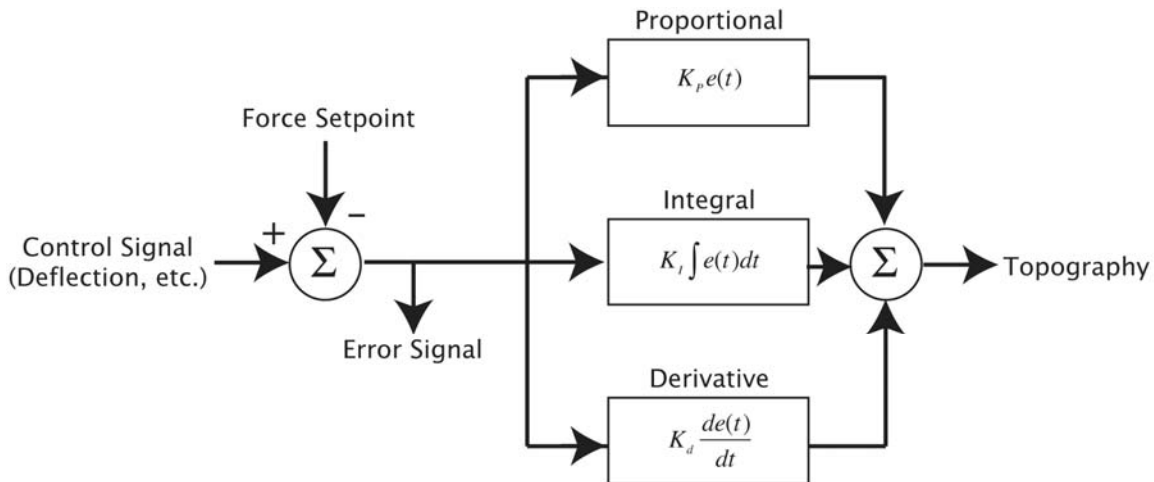 Proportional
K_P e(t)
Force Setpoint
+
−
Integral
Control Signal
(Deflection, etc.)
Σ
K_I ∫ e(t)dt
Σ
Topography
Error Signal
Derivative
K_d de(t)/dt